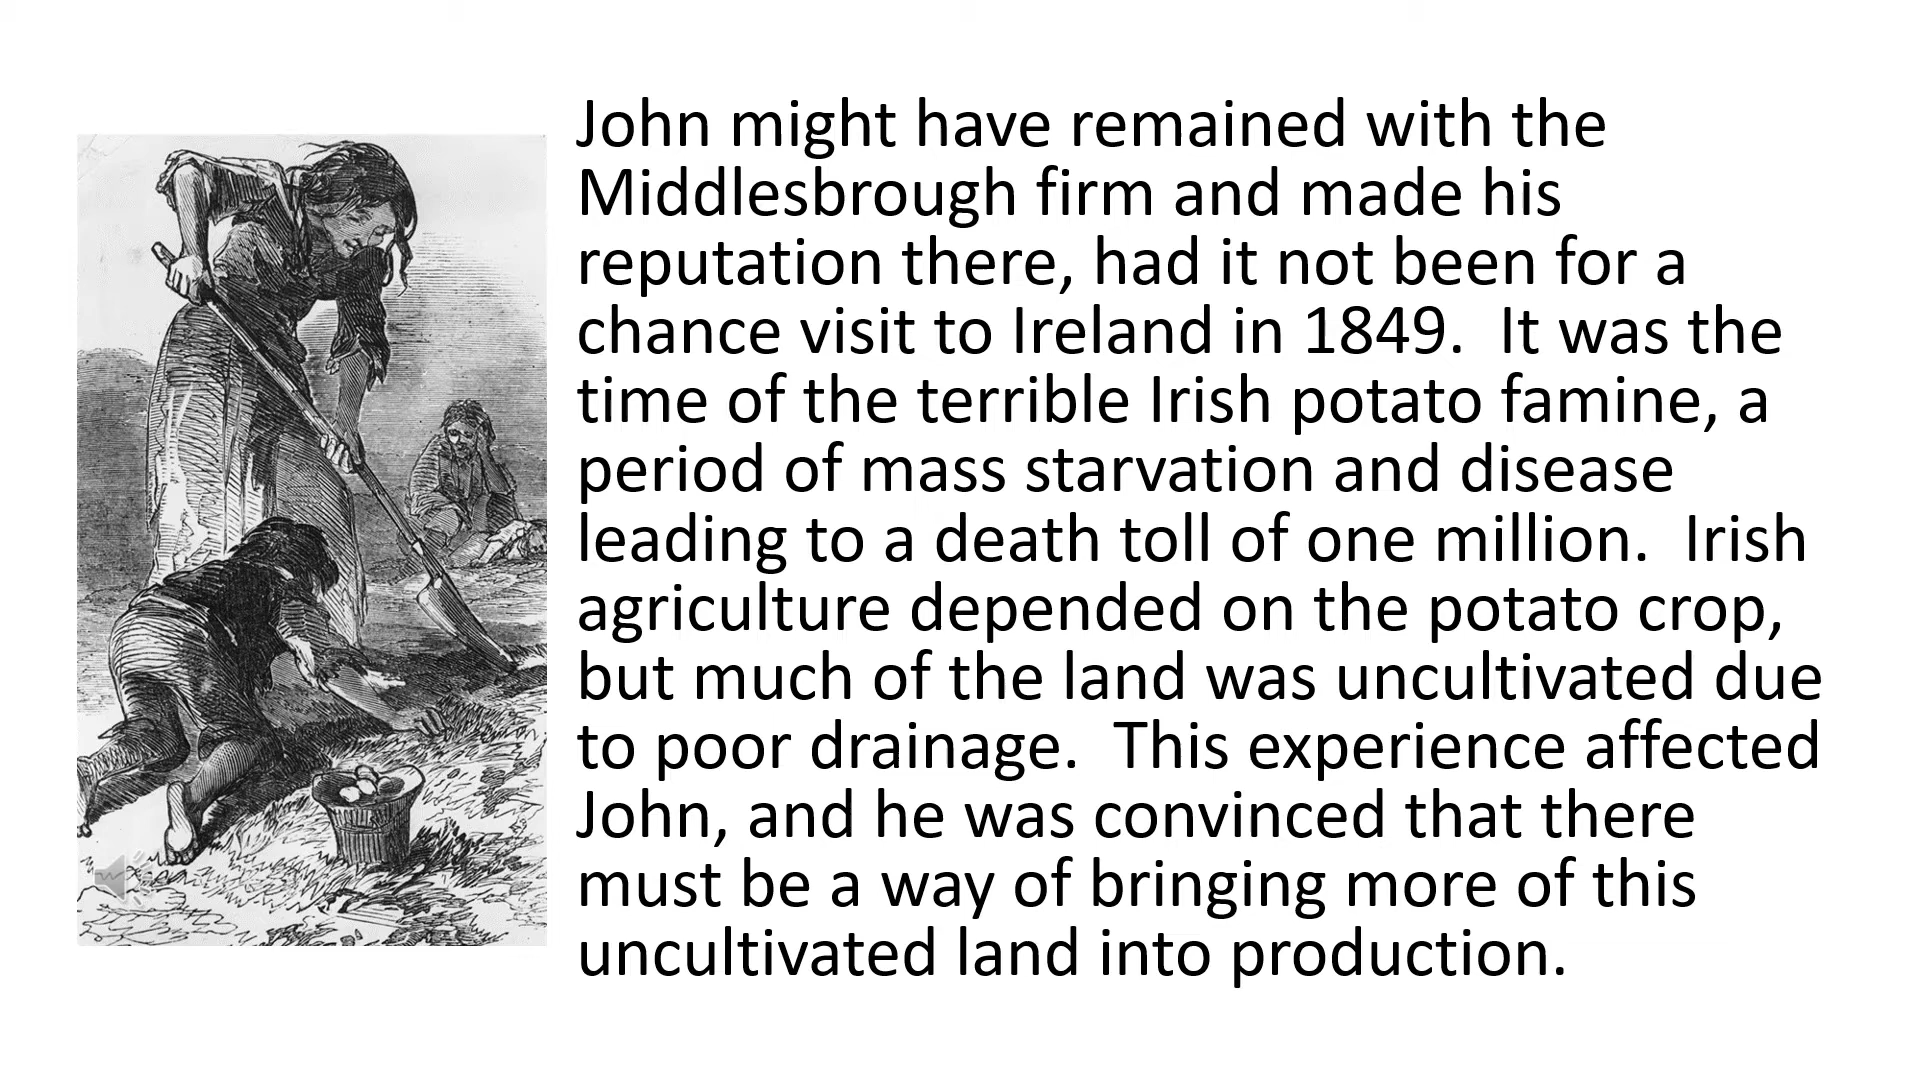 John might have remained with the
Middlesbrough firm and made his
reputation there, had it not been for a
chance visit to Ireland in 1849.  It was the
time of the terrible Irish potato famine, a
period of mass starvation and disease
leading to a death toll of one million.  Irish
agriculture depended on the potato crop,
but much of the land was uncultivated due
to poor drainage.  This experience affected
John, and he was convinced that there
must be a way of bringing more of this
uncultivated land into production.